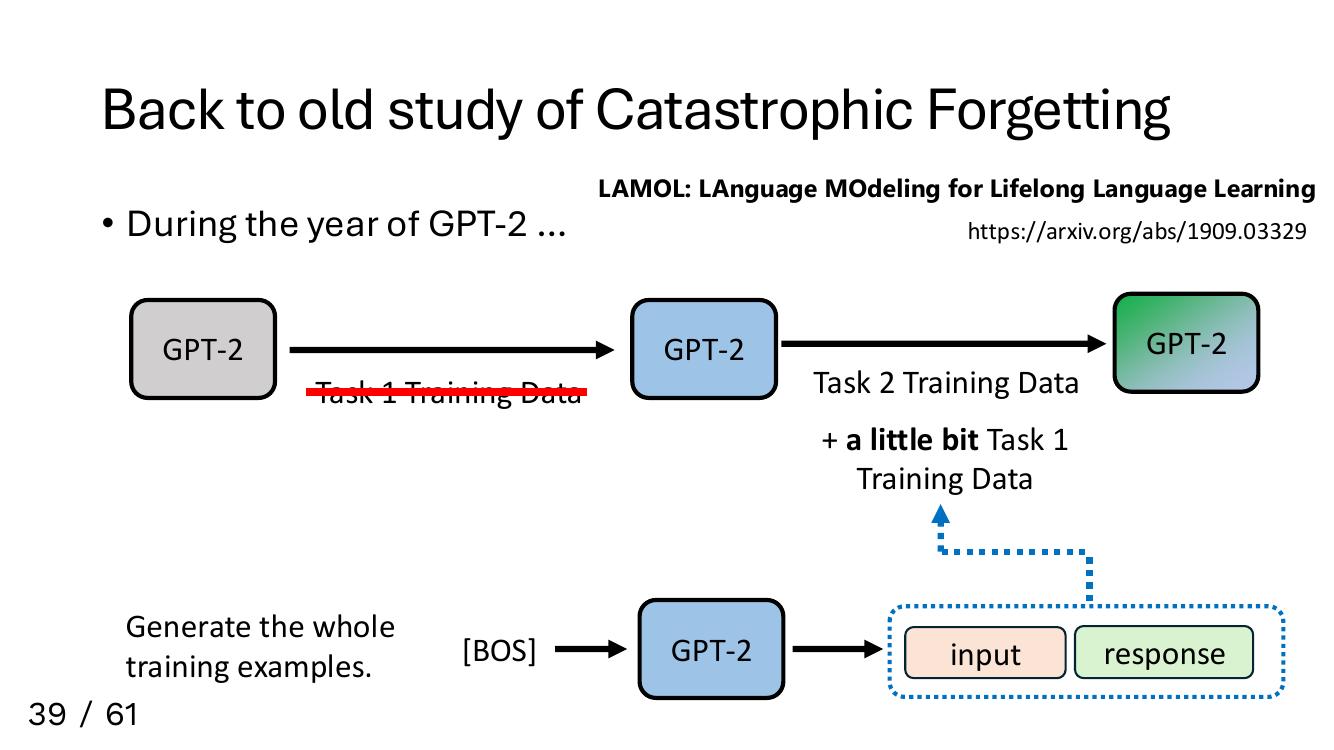 Back to old study of Catastrophic Forgetting
LAMOL: LAnguage MOdeling for Lifelong Language Learning
• During the year of GPT-2 ...
https://arxiv.org/abs/1909.03329
GPT-2
Task 1 Training Data
GPT-2
Task 2 Training Data
+ a little bit Task 1
Training Data
GPT-2
Generate the whole
training examples.
[BOS]
GPT-2
input
response
39 / 61